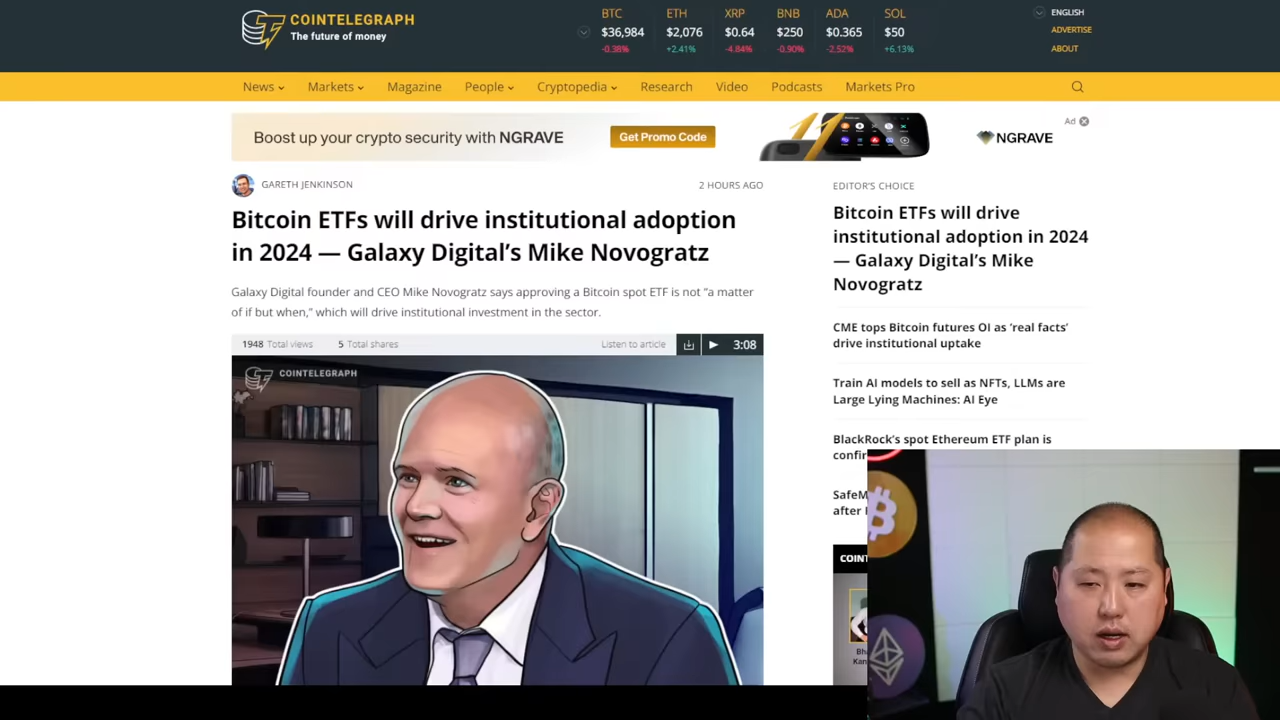 COINTELEGRAPH
The future of money
BTC
$36,984
-0.38%
ETH
$2,076
+2.41%
XRP
$0.64
-4.84%
BNB
$250
-0.90%
ADA
$0.365
-2.52%
SOL
$50
+6.13%
ENGLISH
ADVERTISE
ABOUT
News
Markets
Magazine
People
Cryptopedia
Research
Video
Podcasts
Markets Pro
Boost up your crypto security with NGRAVE
Get Promo Code
NGRAVE
Ad
GARETH JENKINSON
2 HOURS AGO
Bitcoin ETFs will drive institutional adoption
in 2024 — Galaxy Digital’s Mike Novogratz
Galaxy Digital founder and CEO Mike Novogratz says approving a Bitcoin spot ETF is not “a matter
of if but when,” which will drive institutional investment in the sector.
1948 Total views
5 Total shares
Listen to article
3:08
COINTELEGRAPH
EDITOR’S CHOICE
Bitcoin ETFs will drive
institutional adoption in 2024
— Galaxy Digital’s Mike
Novogratz
CME tops Bitcoin futures OI as ‘real facts’
drive institutional uptake
Train AI models to sell as NFTs, LLMs are
Large Lying Machines: AI Eye
BlackRock’s spot Ethereum ETF plan is
confir
SafeM
after
COINT
Bha
Kan